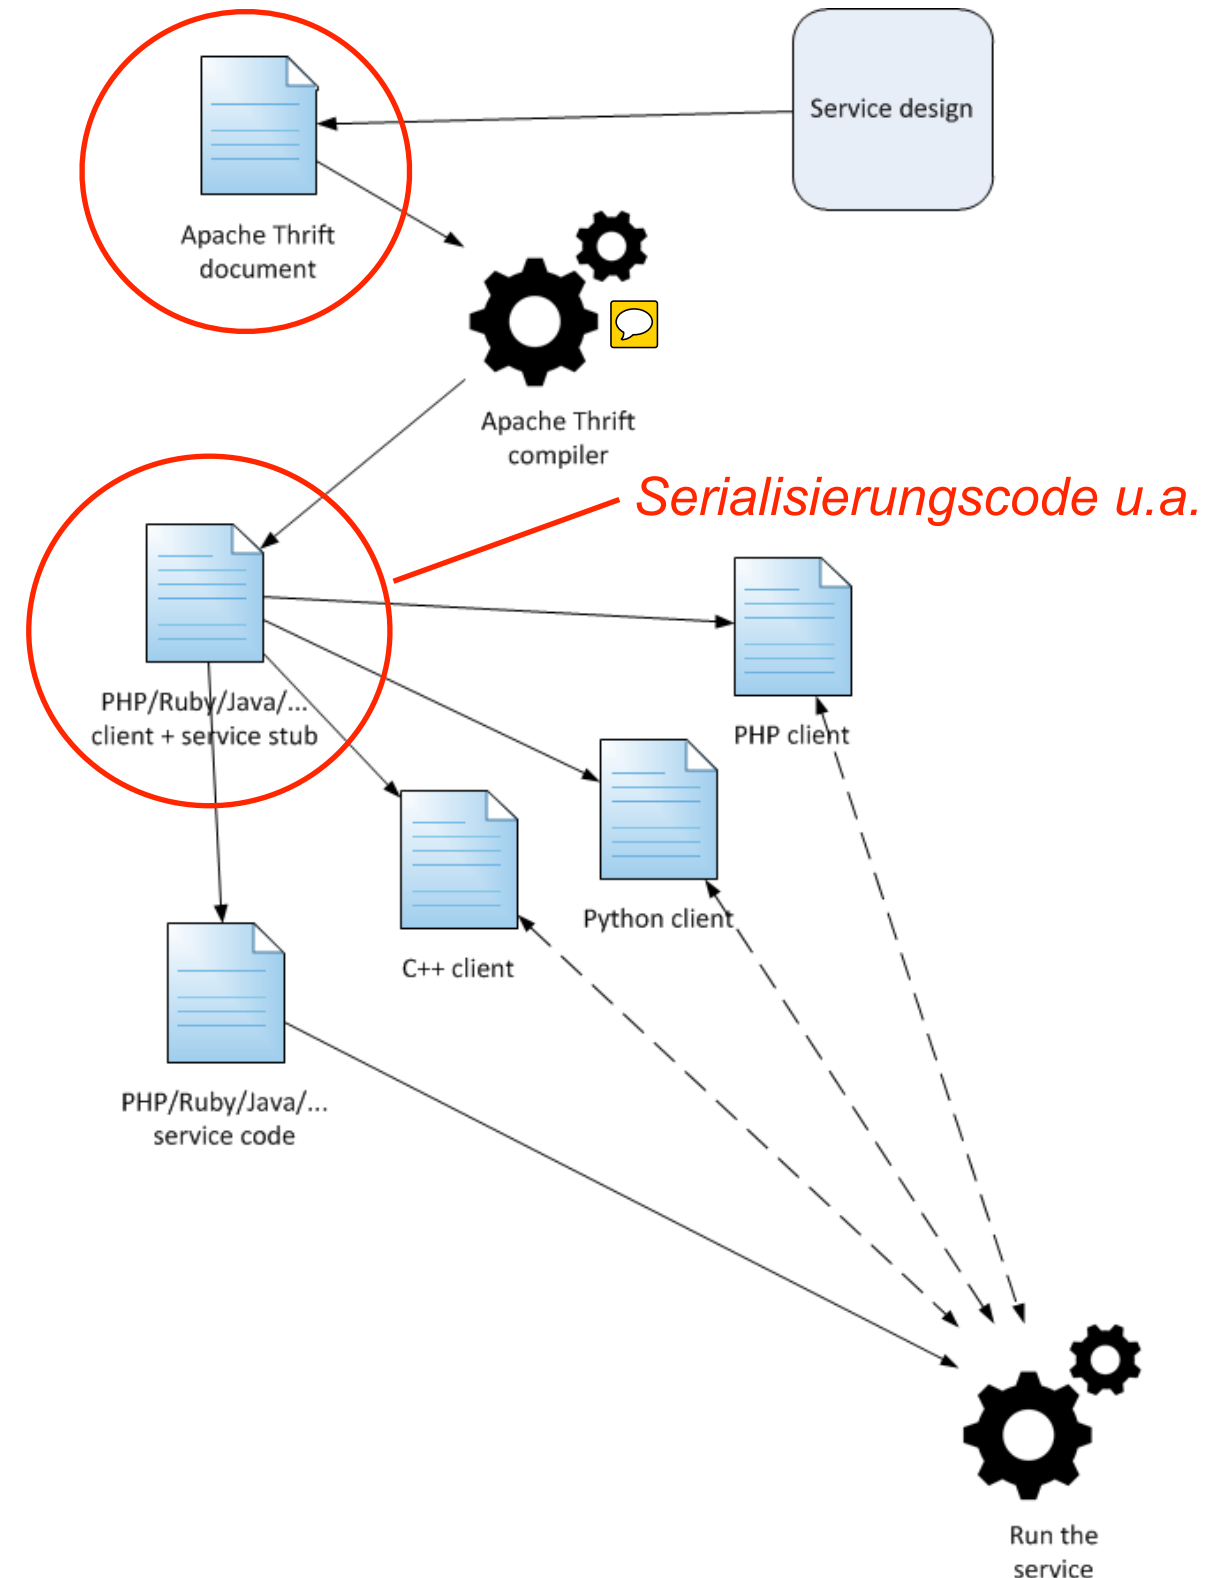 Service design
Apache Thrift
document
Apache Thrift
compiler
Serialisierungscode u.a.
PHP/Ruby/Java/...
client + service stub
PHP client
Python client
C++ client
PHP/Ruby/Java/...
service code
Run the
service